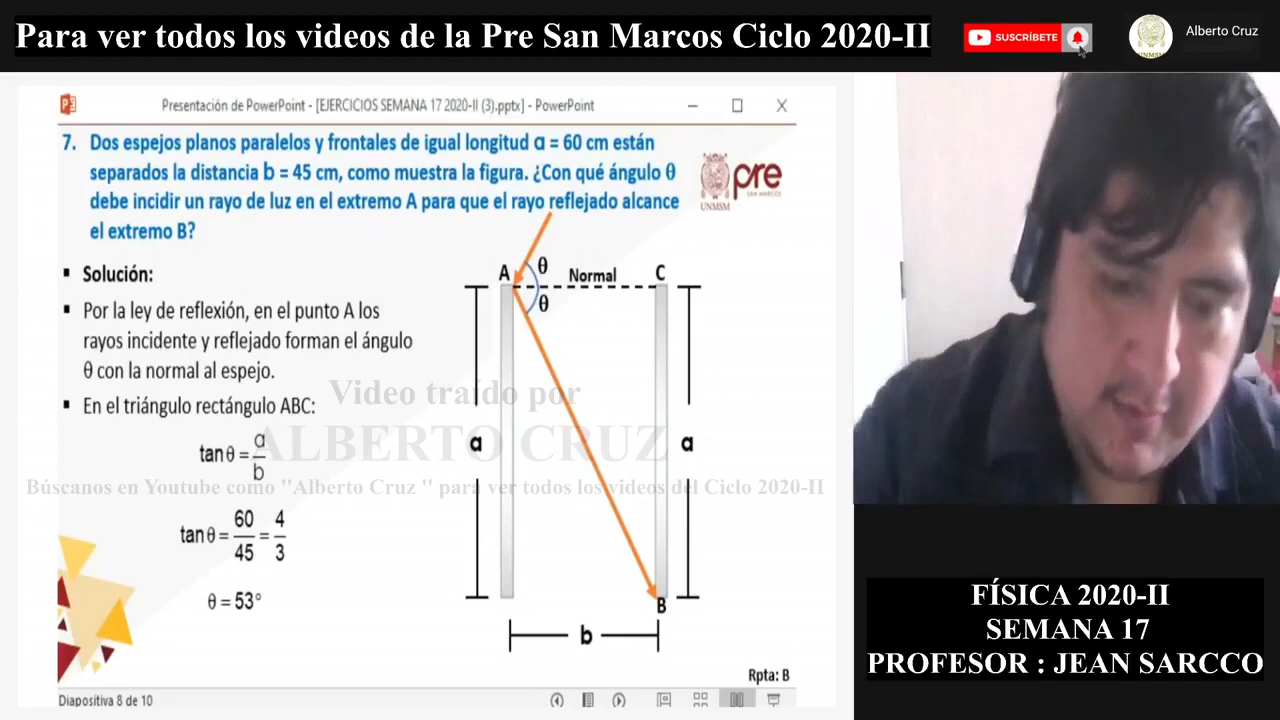 Para ver todos los videos de la Pre San Marcos Ciclo 2020-II
SUSCRÍBETE
Alberto Cruz
UNMSM
Presentación de PowerPoint - [EJERCICIOS SEMANA 17 2020-II (3).pptx] - PowerPoint
7. Dos espejos planos paralelos y frontales de igual longitud a = 60 cm están
separados la distancia b = 45 cm, como muestra la figura. ¿Con qué ángulo θ
debe incidir un rayo de luz en el extremo A para que el rayo reflejado alcance
el extremo B?
pre
SAN MARCOS
UNMSM
▪ Solución:
▪ Por la ley de reflexión, en el punto A los
rayos incidente y reflejado forman el ángulo
θ con la normal al espejo.
▪ En el triángulo rectángulo ABC:
tan θ = a/b
tan θ = 60/45 = 4/3
θ = 53°
A
θ
Normal
C
θ
a
a
B
b
Video traído por
ALBERTO CRUZ
Búscanos en Youtube como "Alberto Cruz " para ver todos los videos del Ciclo 2020-II
Rpta: B
Diapositiva 8 de 10
FÍSICA 2020-II
SEMANA 17
PROFESOR : JEAN SARCCO